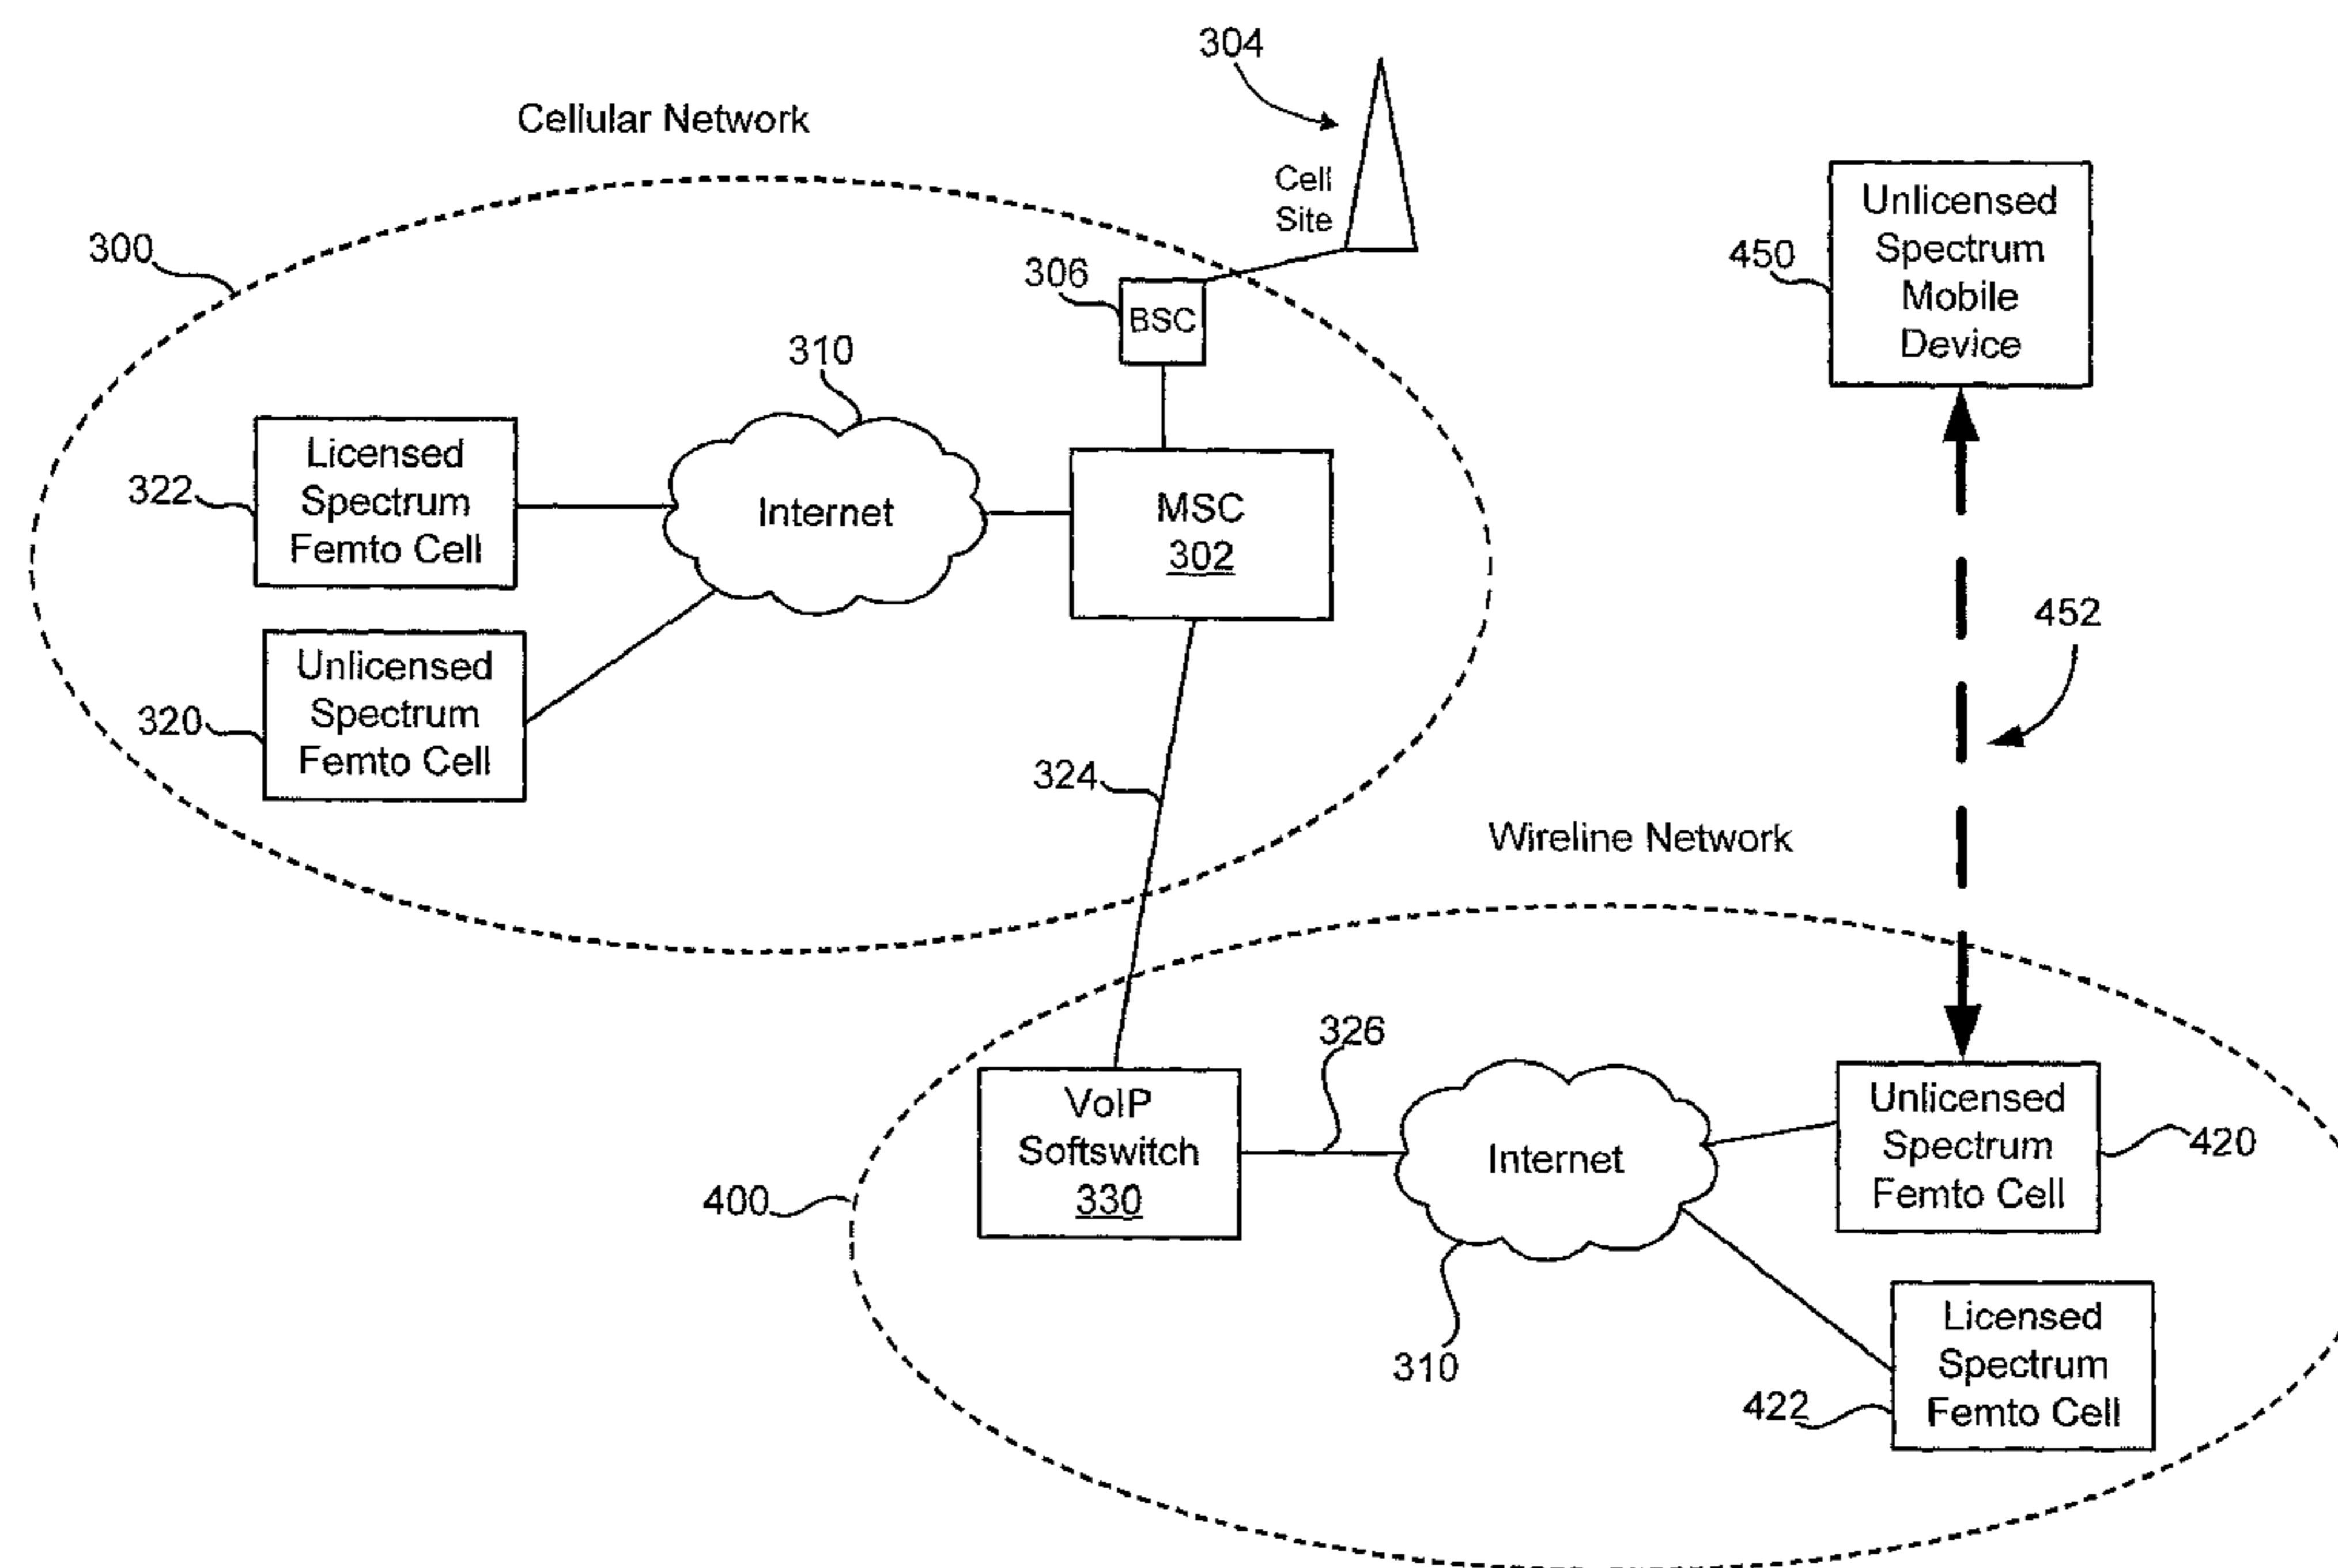 304
Cellular Network
Cell
Site
300
306
BSC
310
Licensed
Spectrum
Femto Cell
322
Internet
MSC
302
Unlicensed
Spectrum
Femto Cell
320
324
Unlicensed
Spectrum
Mobile
Device
450
452
Wireline Network
326
VoIP
Softswitch
330
400
Internet
310
Unlicensed
Spectrum
Femto Cell
420
Licensed
Spectrum
Femto Cell
422